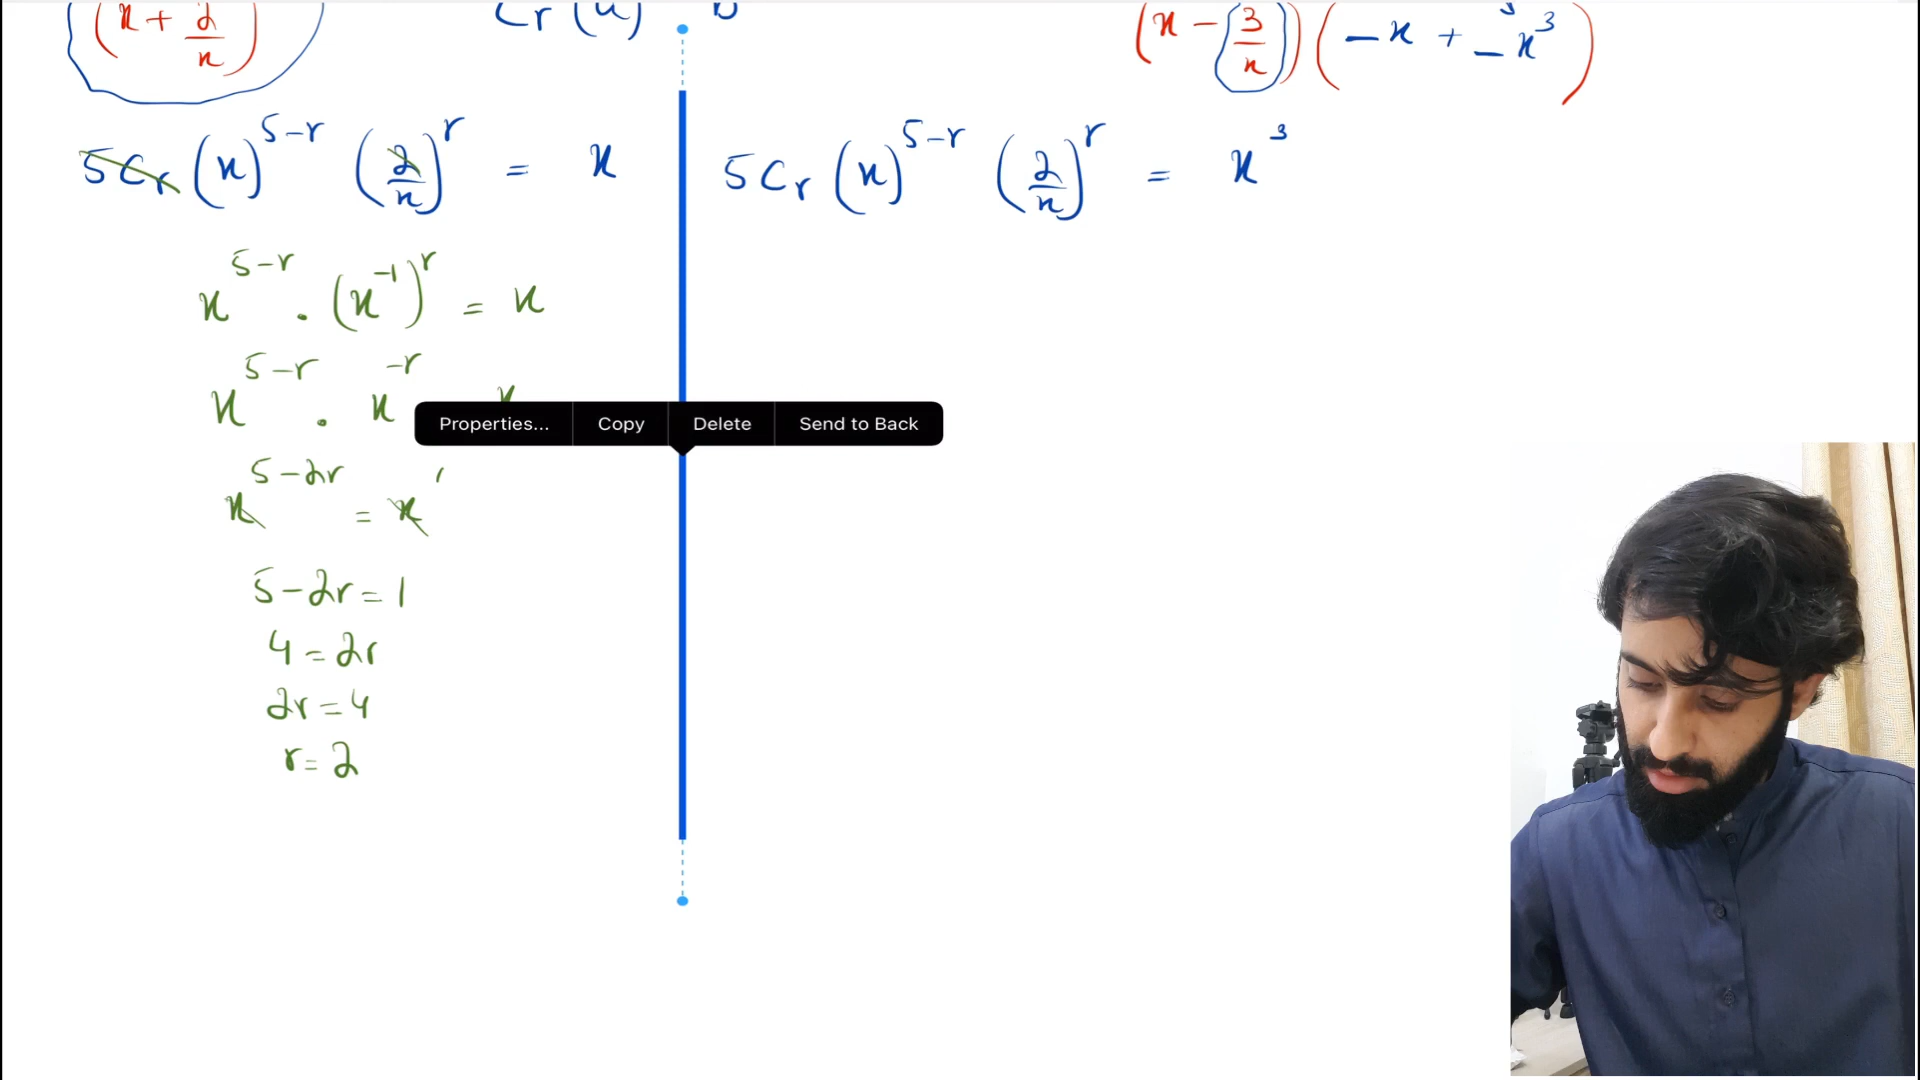 (x + 2/x)
Cr (x)
(x - 3/x) ( -x + -x³ )
5Cr (x)^5-r (2/x)^r = x
5Cr (x)^5-r (2/x)^r = x³
x^5-r . (x^-1)^r = x
x^5-r . x^-r
Properties... Copy Delete Send to Back
x^5-2r = x^1
5-2r = 1
4 = 2r
2r = 4
r = 2